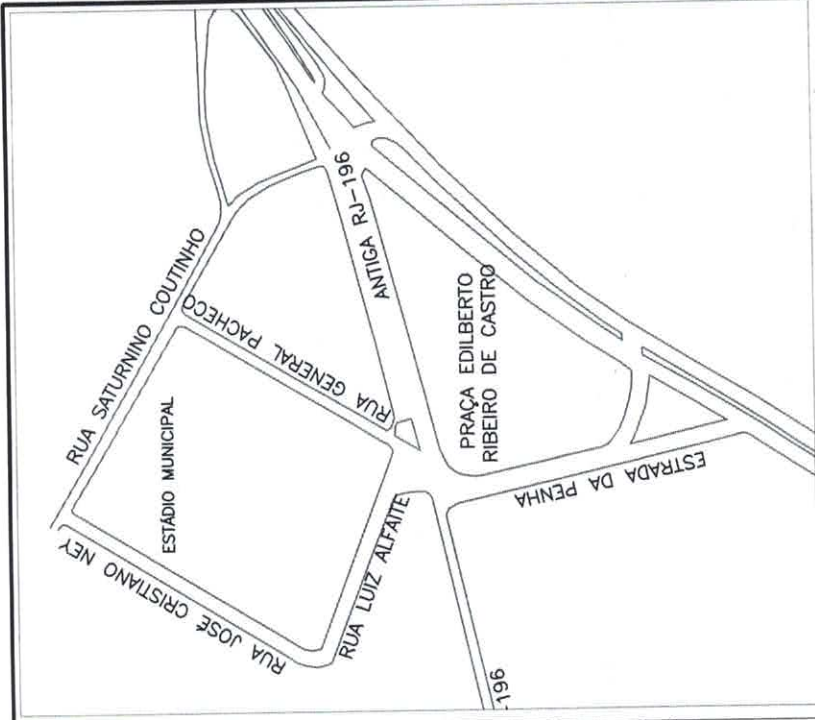 RUA SATURNINO COUTINHO
ANTIGA RJ-196
RUA GENERAL PACHECO
ESTÁDIO MUNICIPAL
PRAÇA EDILBERTO
RIBEIRO DE CASTRO
RUA JOSÉ CRISTIANO NEY
RUA LUIZ ALFAITE
ESTRADA DA PENHA
-196